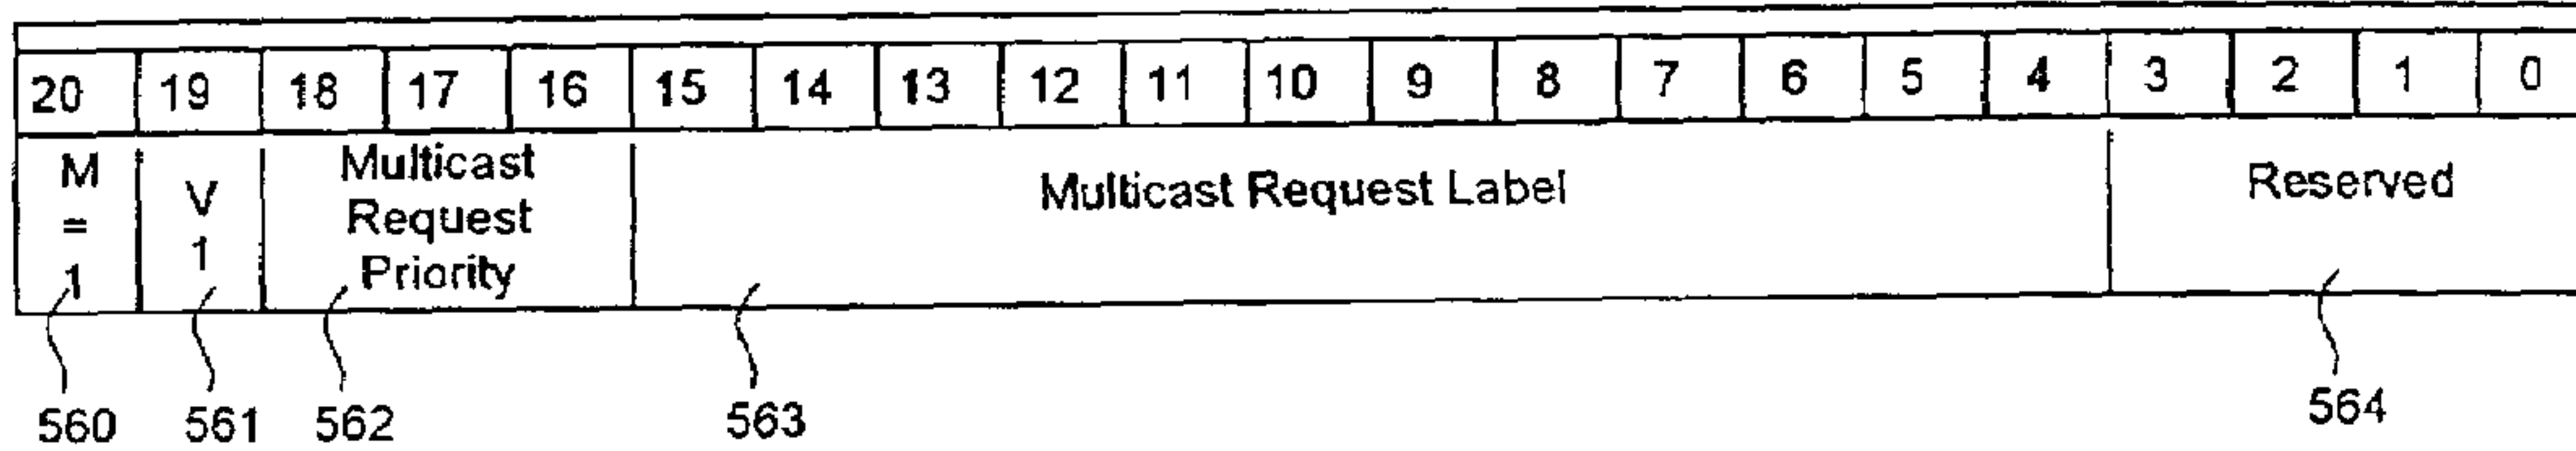 20 19 18 17 16 15 14 13 12 11 10 9 8 7 6 5 4 3 2 1 0
M
=
1
V
1
Multicast
Request
Priority
Multicast Request Label
Reserved
560 561 562 563 564